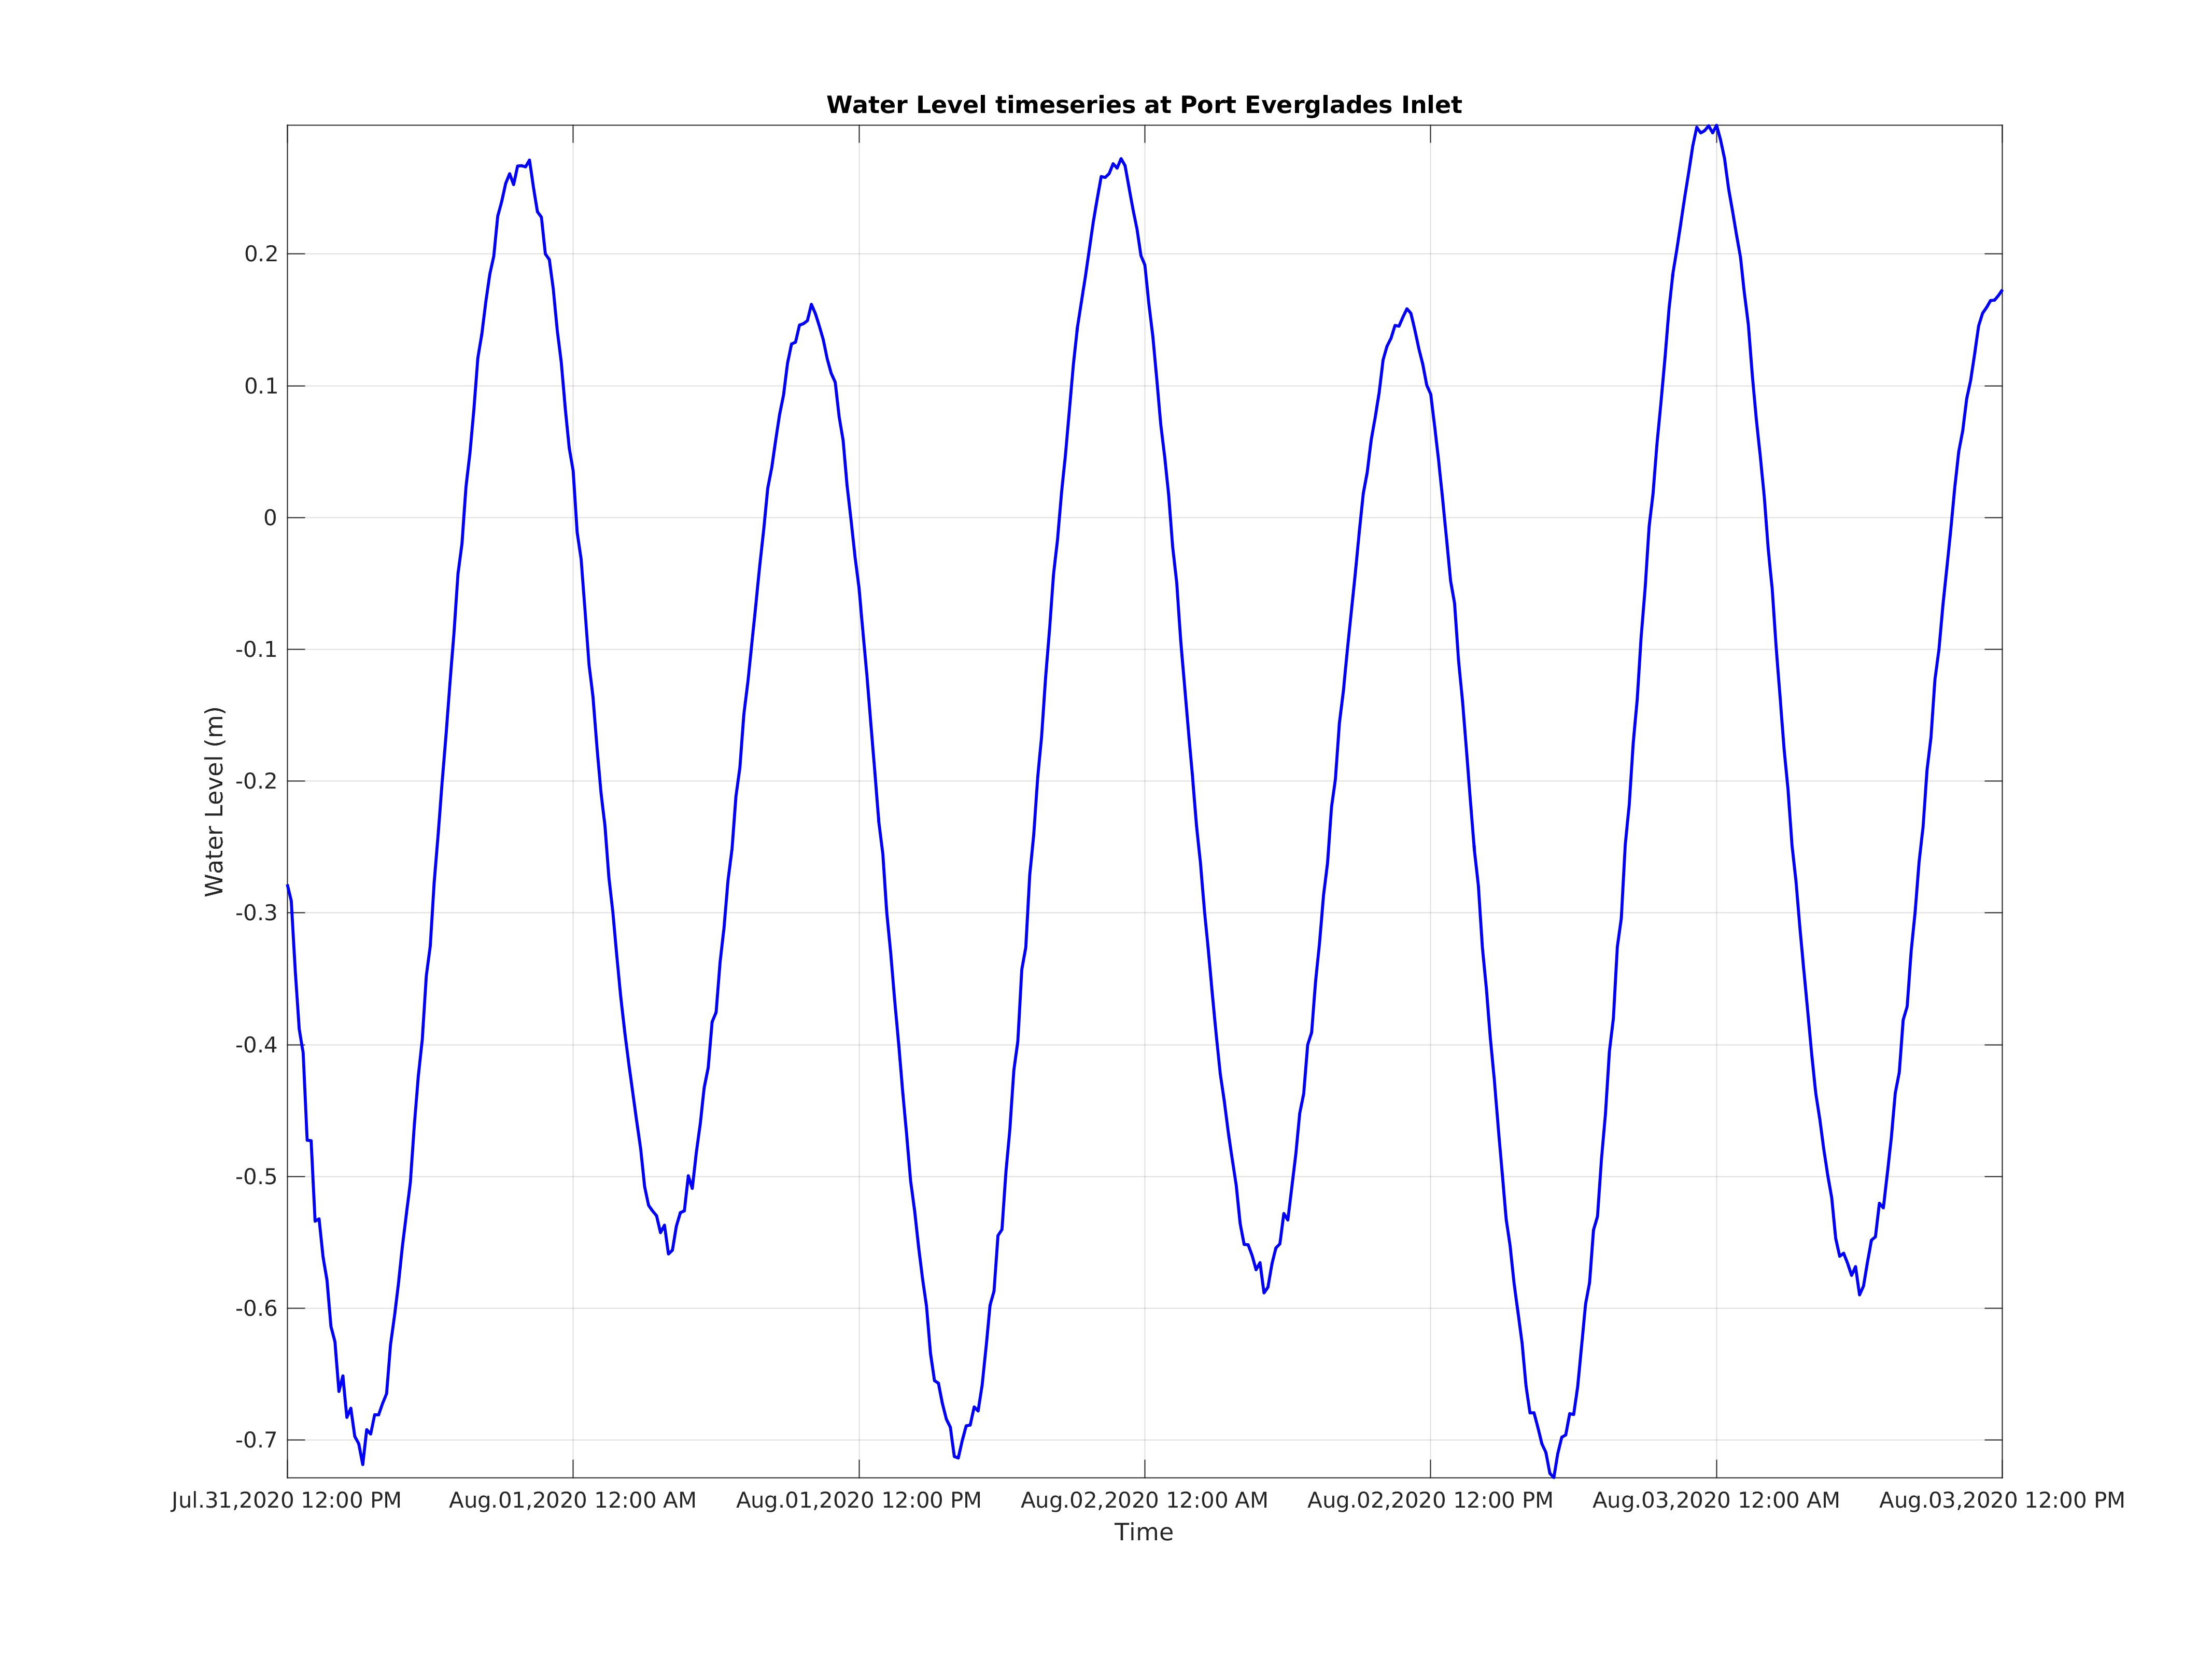 Water Level timeseries at Port Everglades Inlet
0.2
0.1
0
-0.1
-0.2
-0.3
-0.4
-0.5
-0.6
-0.7
Water Level (m)
Jul.31,2020 12:00 PM Aug.01,2020 12:00 AM Aug.01,2020 12:00 PM Aug.02,2020 12:00 AM Aug.02,2020 12:00 PM Aug.03,2020 12:00 AM Aug.03,2020 12:00 PM
Time